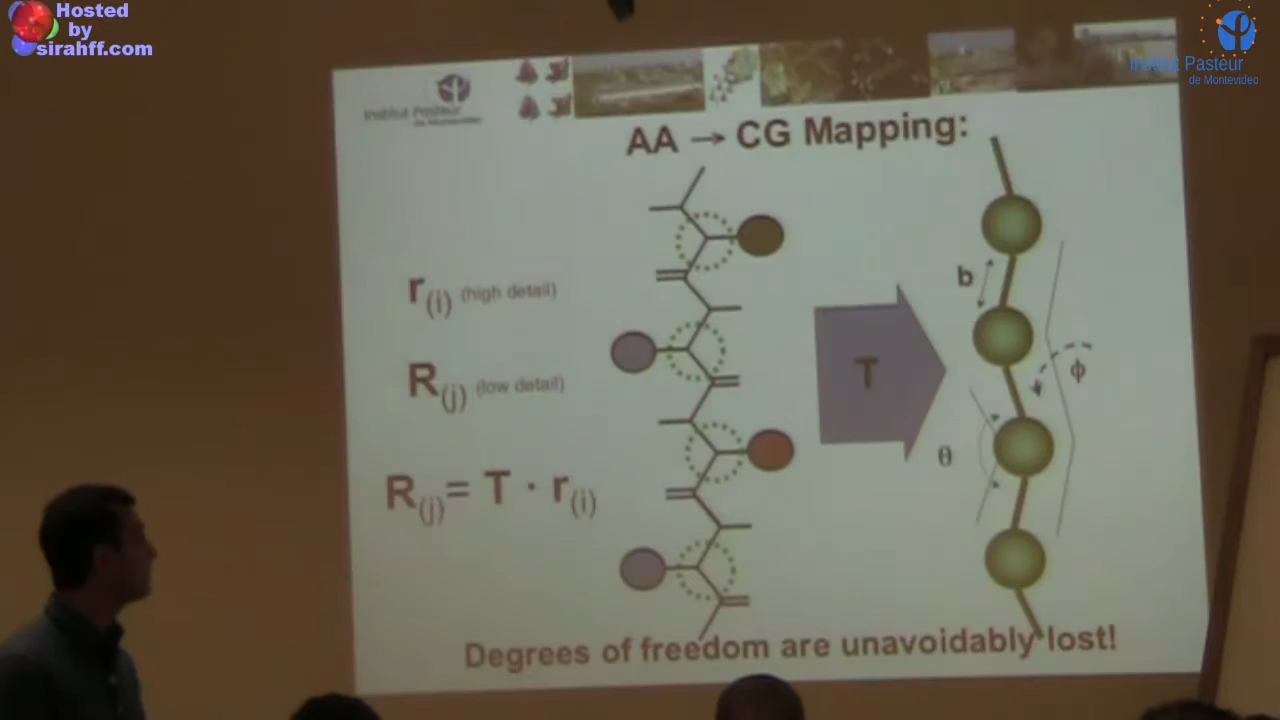 Hosted
by
sirahff.com
Institut Pasteur
de Montevideo
Institut Pasteur
de Montevideo
AA → CG Mapping:
r(i) (high detail)
R(j) (low detail)
R(j)= T · r(i)
T
b
ϕ
θ
Degrees of freedom are unavoidably lost!